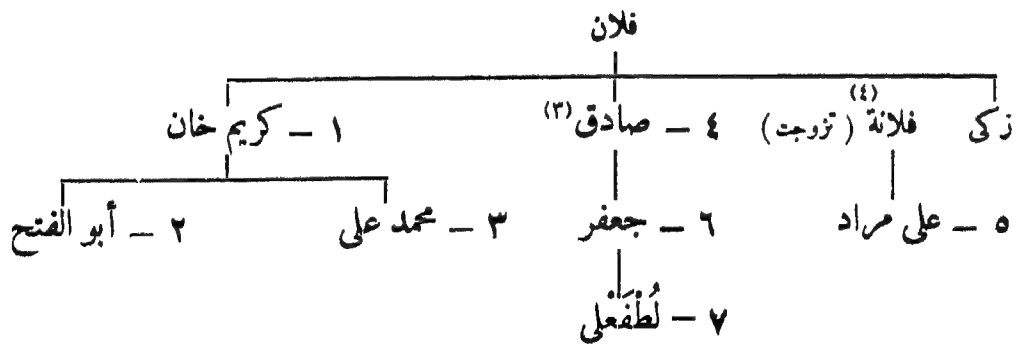 فلان
زكى فلانة (٤) (تزوجت) ٤ – صادق (٣) ١ – كريم خان
٥ – على مراد ٦ – جعفر ٣ – محمد على ٢ – أبو الفتح
٧ – لُطْفَعْلى